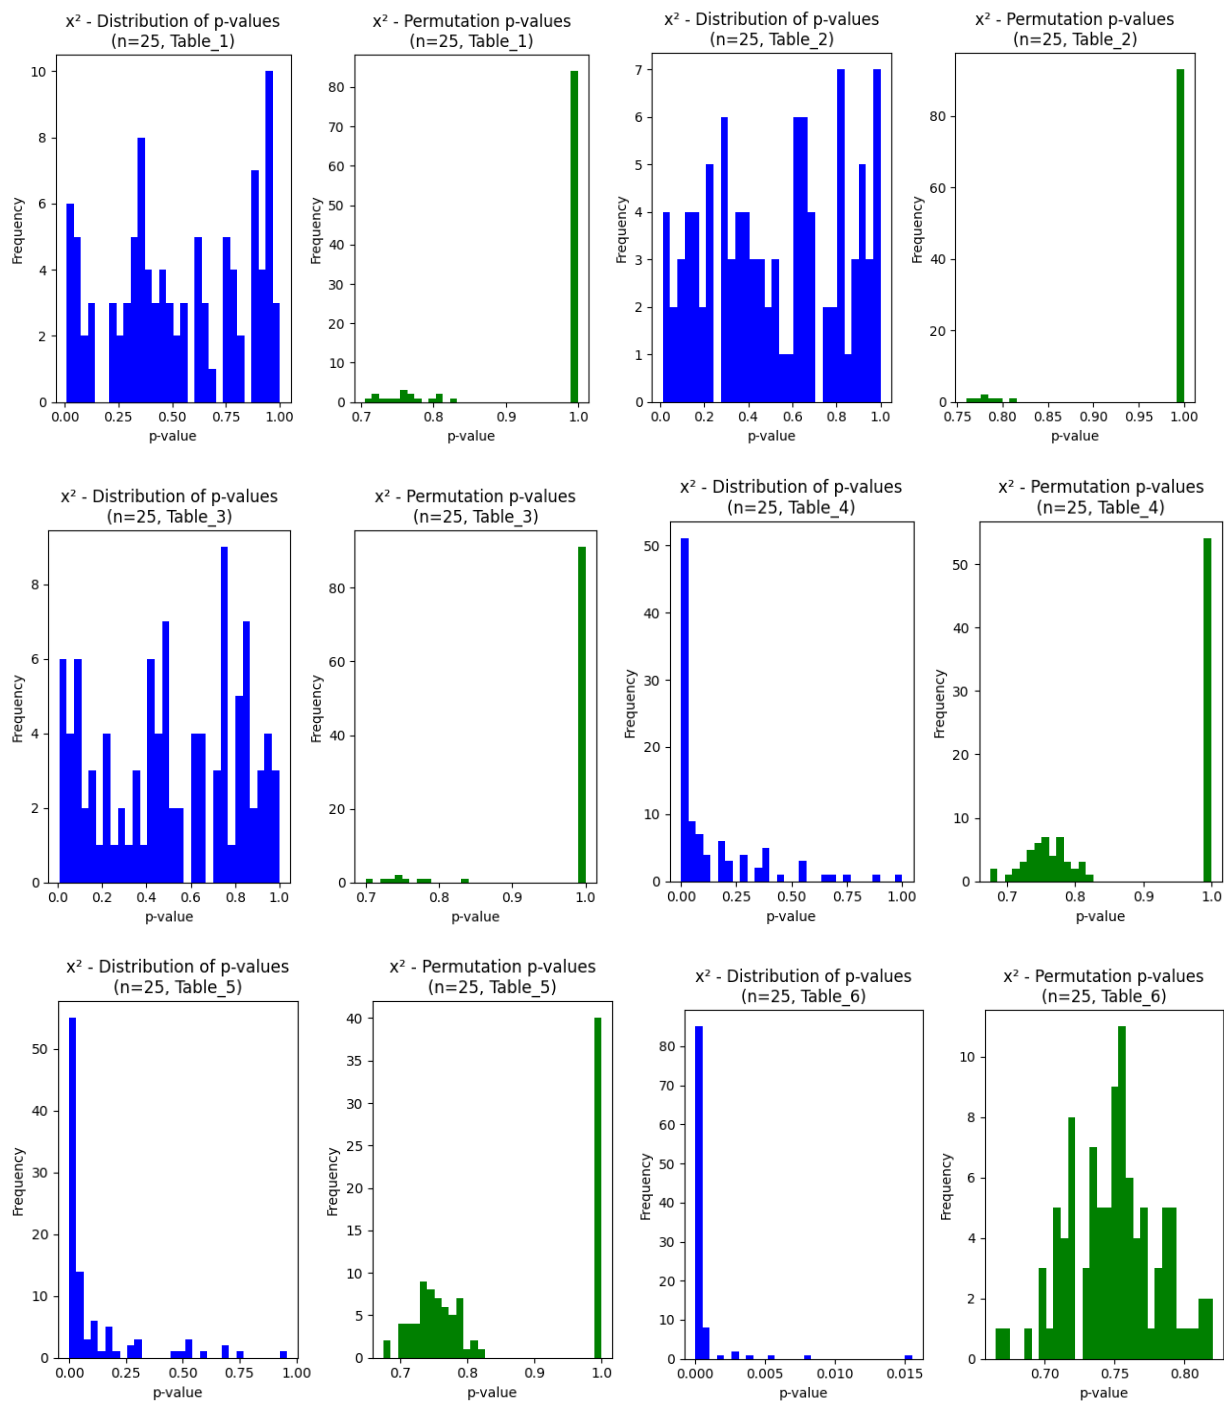 x² - Distribution of p-values
(n=25, Table_1)
Frequency
10
8
6
4
2
0
0.00
0.25
0.50
0.75
1.00
p-value
x² - Permutation p-values
(n=25, Table_1)
Frequency
80
70
60
50
40
30
20
10
0
0.7
0.8
0.9
1.0
p-value
x² - Distribution of p-values
(n=25, Table_2)
Frequency
7
6
5
4
3
2
1
0
0.0
0.2
0.4
0.6
0.8
1.0
p-value
x² - Permutation p-values
(n=25, Table_2)
Frequency
80
60
40
20
0
0.75
0.80
0.85
0.90
0.95
1.00
p-value
x² - Distribution of p-values
(n=25, Table_3)
Frequency
8
6
4
2
0
0.0
0.2
0.4
0.6
0.8
1.0
p-value
x² - Permutation p-values
(n=25, Table_3)
Frequency
80
60
40
20
0
0.7
0.8
0.9
1.0
p-value
x² - Distribution of p-values
(n=25, Table_4)
Frequency
50
40
30
20
10
0
0.00
0.25
0.50
0.75
1.00
p-value
x² - Permutation p-values
(n=25, Table_4)
Frequency
50
40
30
20
10
0
0.7
0.8
0.9
1.0
p-value
x² - Distribution of p-values
(n=25, Table_5)
Frequency
50
40
30
20
10
0
0.00
0.25
0.50
0.75
1.00
p-value
x² - Permutation p-values
(n=25, Table_5)
Frequency
40
35
30
25
20
15
10
5
0
0.7
0.8
0.9
1.0
p-value
x² - Distribution of p-values
(n=25, Table_6)
Frequency
80
70
60
50
40
30
20
10
0
0.000
0.005
0.010
0.015
p-value
x² - Permutation p-values
(n=25, Table_6)
Frequency
10
8
6
4
2
0
0.70
0.75
0.80
p-value